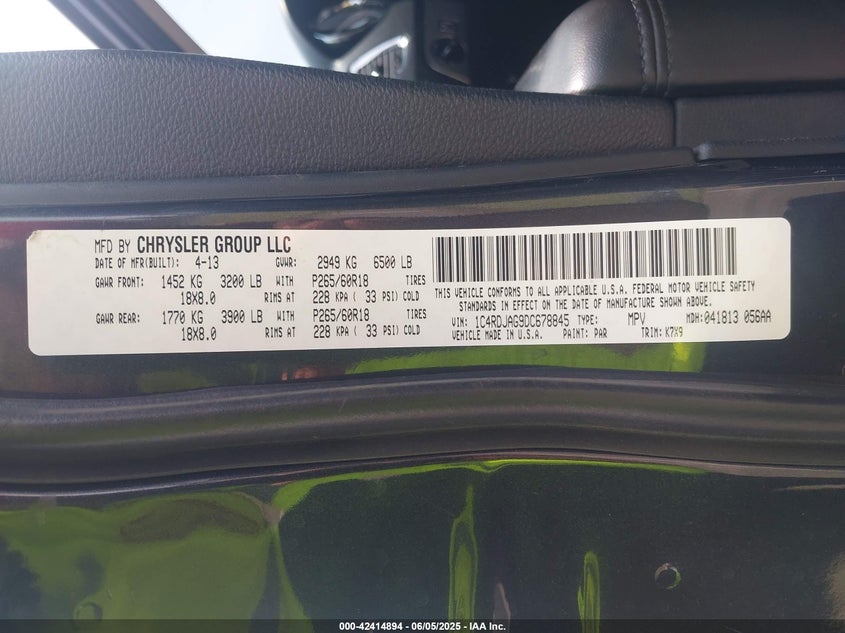 MFD BY CHRYSLER GROUP LLC
DATE OF MFR(BUILT): 4-13 GVWR: 2949 KG 6500 LB
GAWR FRONT: 1452 KG 3200 LB WITH P265/60R18 TIRES
18X8.0 RIMS AT 228 KPA ( 33 PSI) COLD
GAWR REAR: 1770 KG 3900 LB WITH P265/60R18 TIRES
18X8.0 RIMS AT 228 KPA ( 33 PSI) COLD
THIS VEHICLE CONFORMS TO ALL APPLICABLE U.S.A. FEDERAL MOTOR VEHICLE SAFETY
STANDARDS IN EFFECT ON THE DATE OF MANUFACTURE SHOWN ABOVE.
VIN: 1C4RDJAG9DC678845 TYPE: MPV MDH: 041813 056AA
VEHICLE MADE IN U.S.A. PAINT: PAR TRIM: K7X9
000-42414894 / 06/05/2025 - IAA Inc.